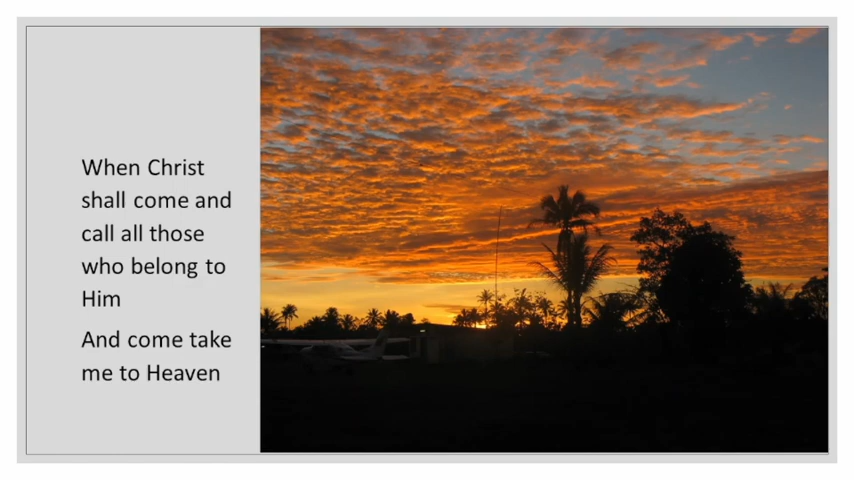 When Christ
shall come and
call all those
who belong to
Him
And come take
me to Heaven